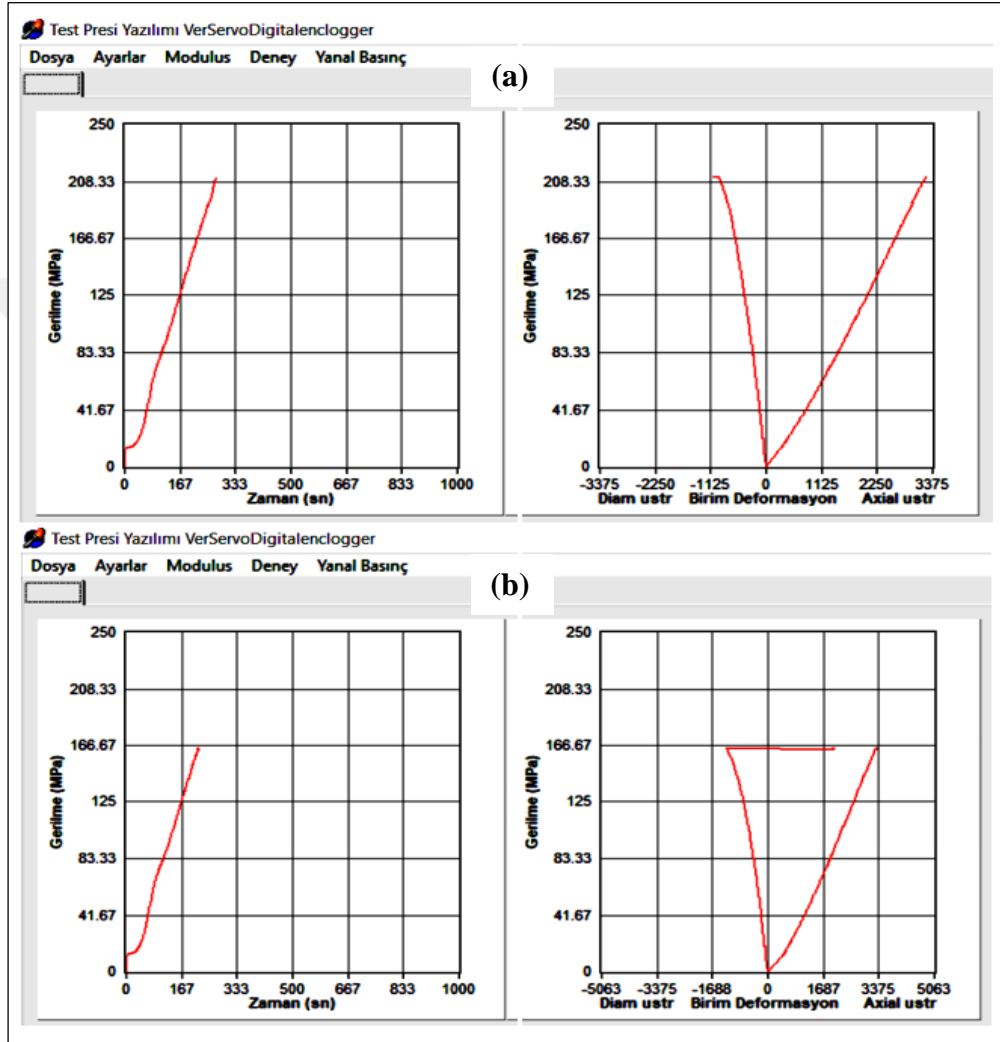 Test Presi Yazılımı VerServoDigitalenclogger
Dosya Ayarlar Modulus Deney Yanal Basınç
(a)
250
208.33
166.67
125
83.33
41.67
0
Gerilme (MPa)
0 167 333 500 667 833 1000
Zaman (sn)
250
208.33
166.67
125
83.33
41.67
0
Gerilme (MPa)
-3375 -2250 -1125 0 1125 2250 3375
Diam ustr Birim Deformasyon Axial ustr
Test Presi Yazılımı VerServoDigitalenclogger
Dosya Ayarlar Modulus Deney Yanal Basınç
(b)
250
208.33
166.67
125
83.33
41.67
0
Gerilme (MPa)
0 167 333 500 667 833 1000
Zaman (sn)
250
208.33
166.67
125
83.33
41.67
0
Gerilme (MPa)
-5063 -3375 -1688 0 1687 3375 5063
Diam ustr Birim Deformasyon Axial ustr